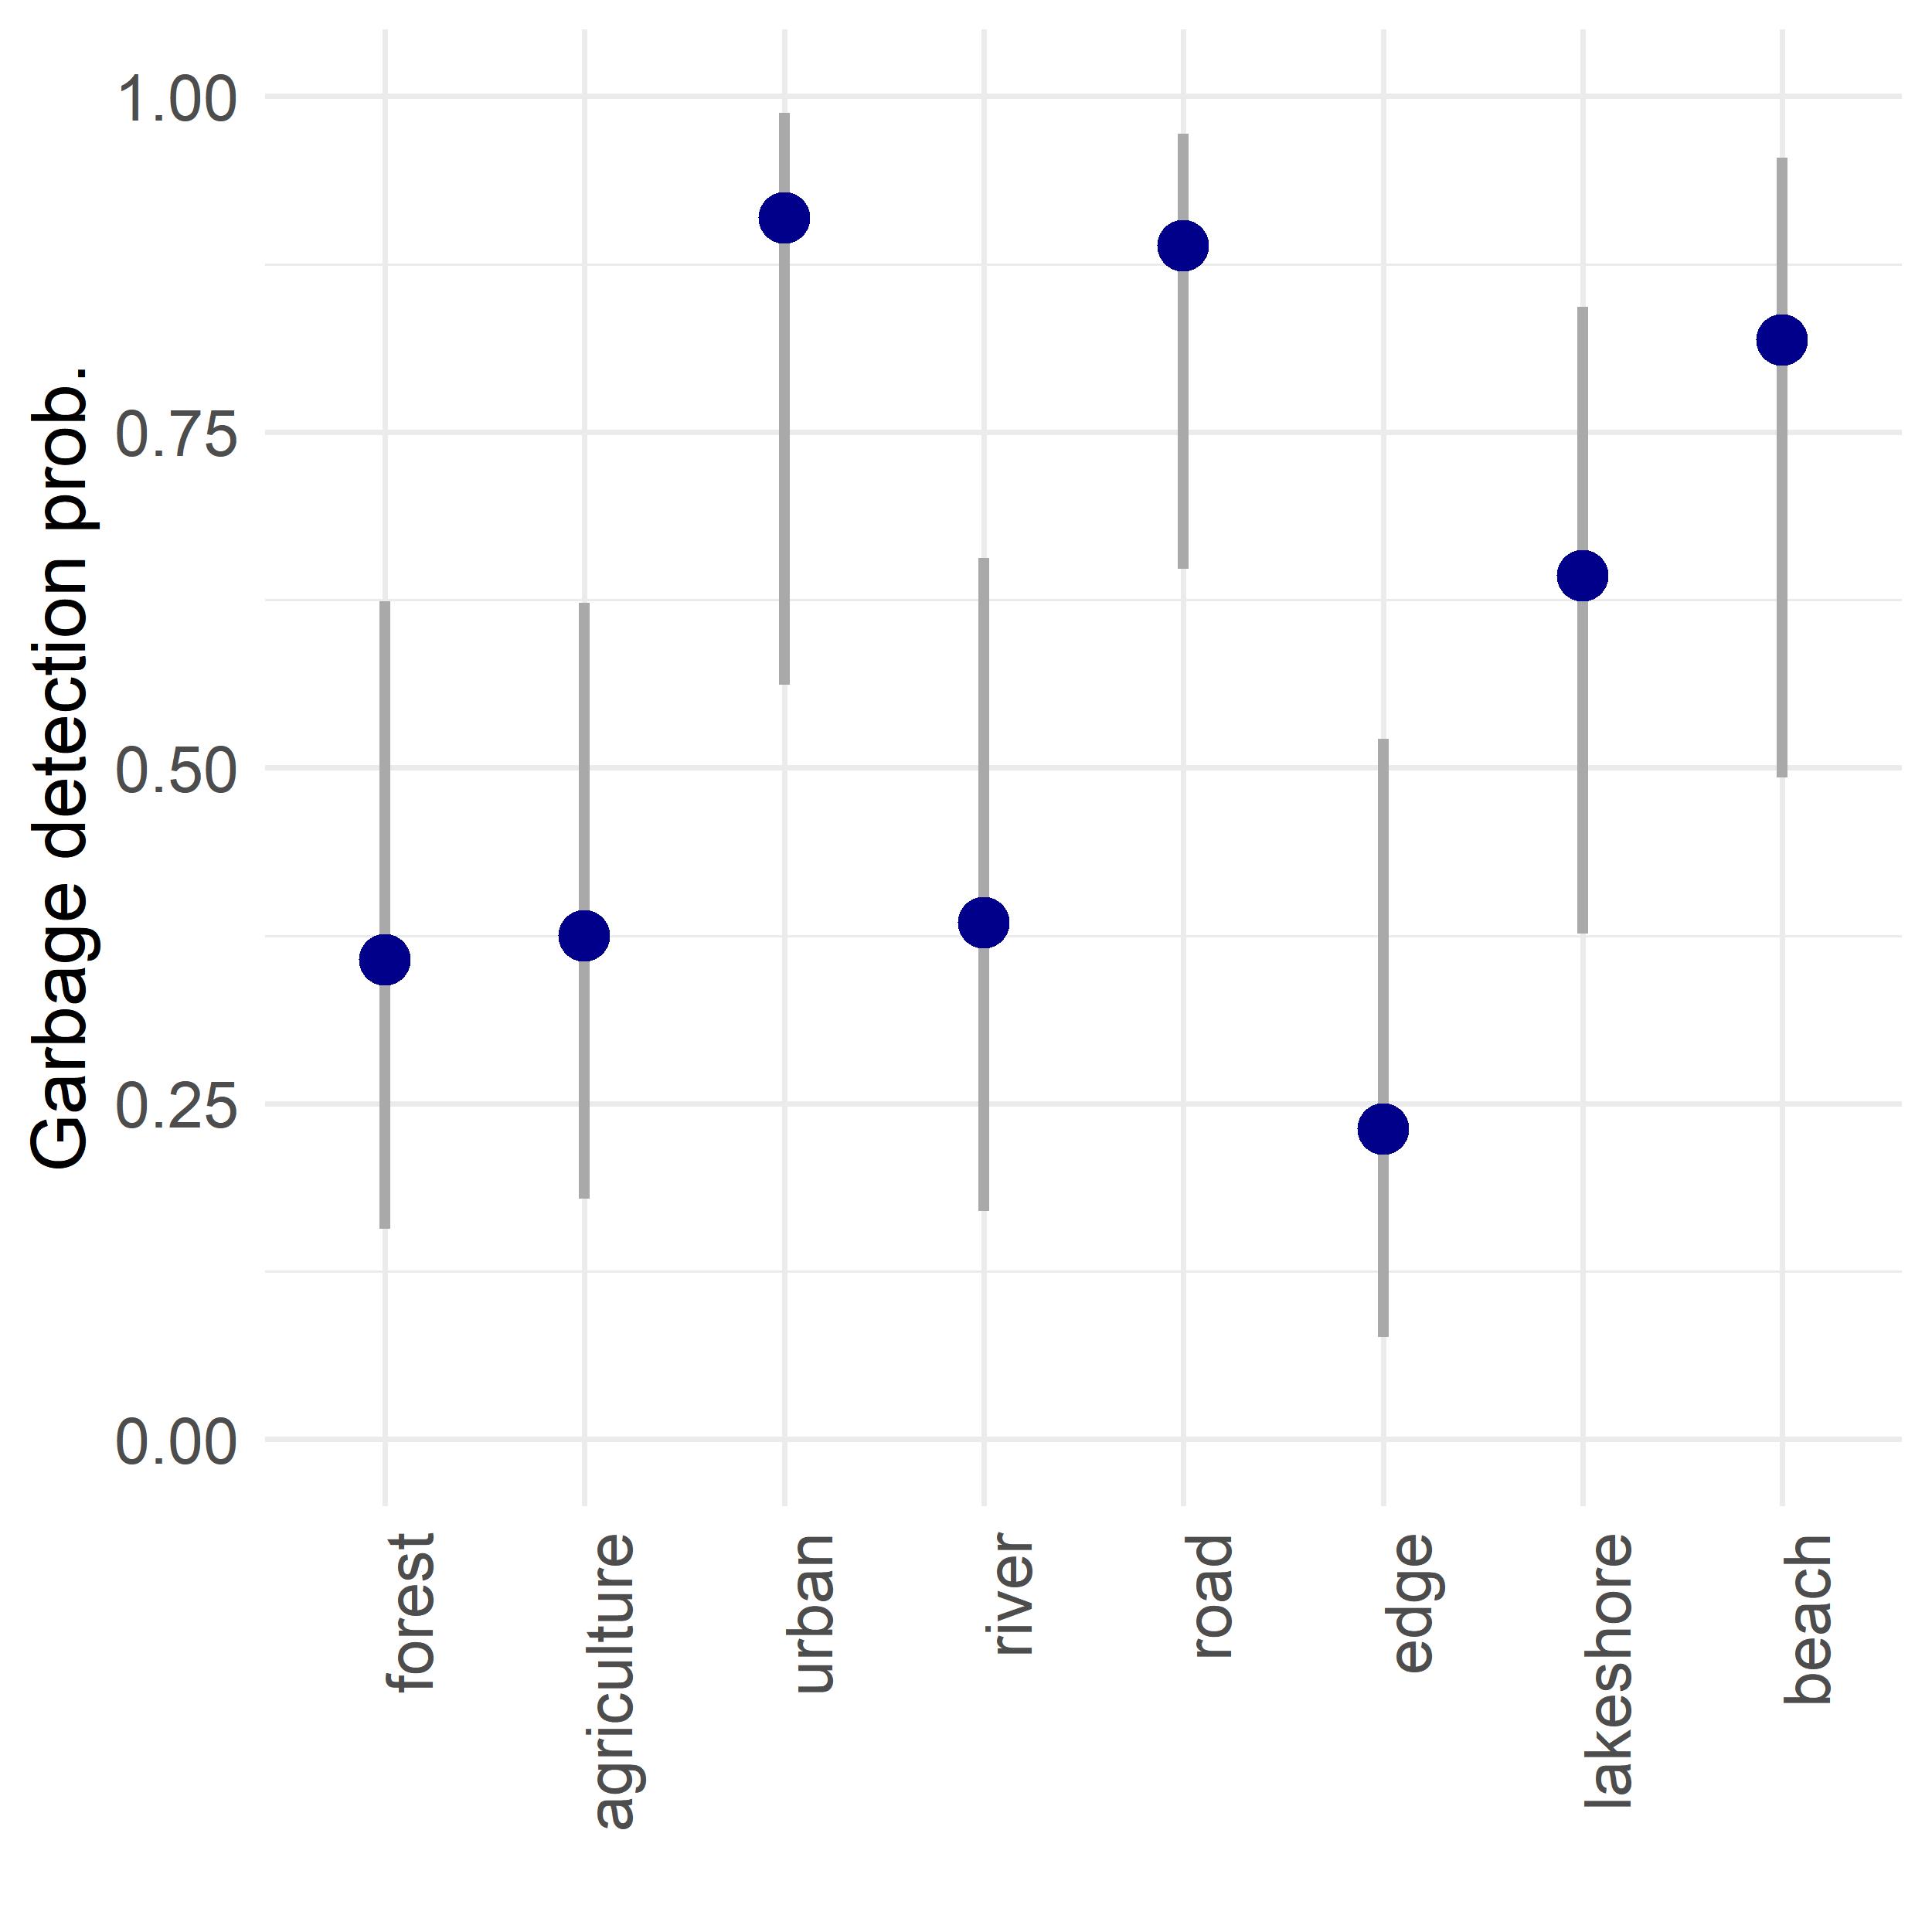 Garbage detection prob.
1.00
0.75
0.50
0.25
0.00
forest
agriculture
urban
river
road
edge
lakeshore
beach